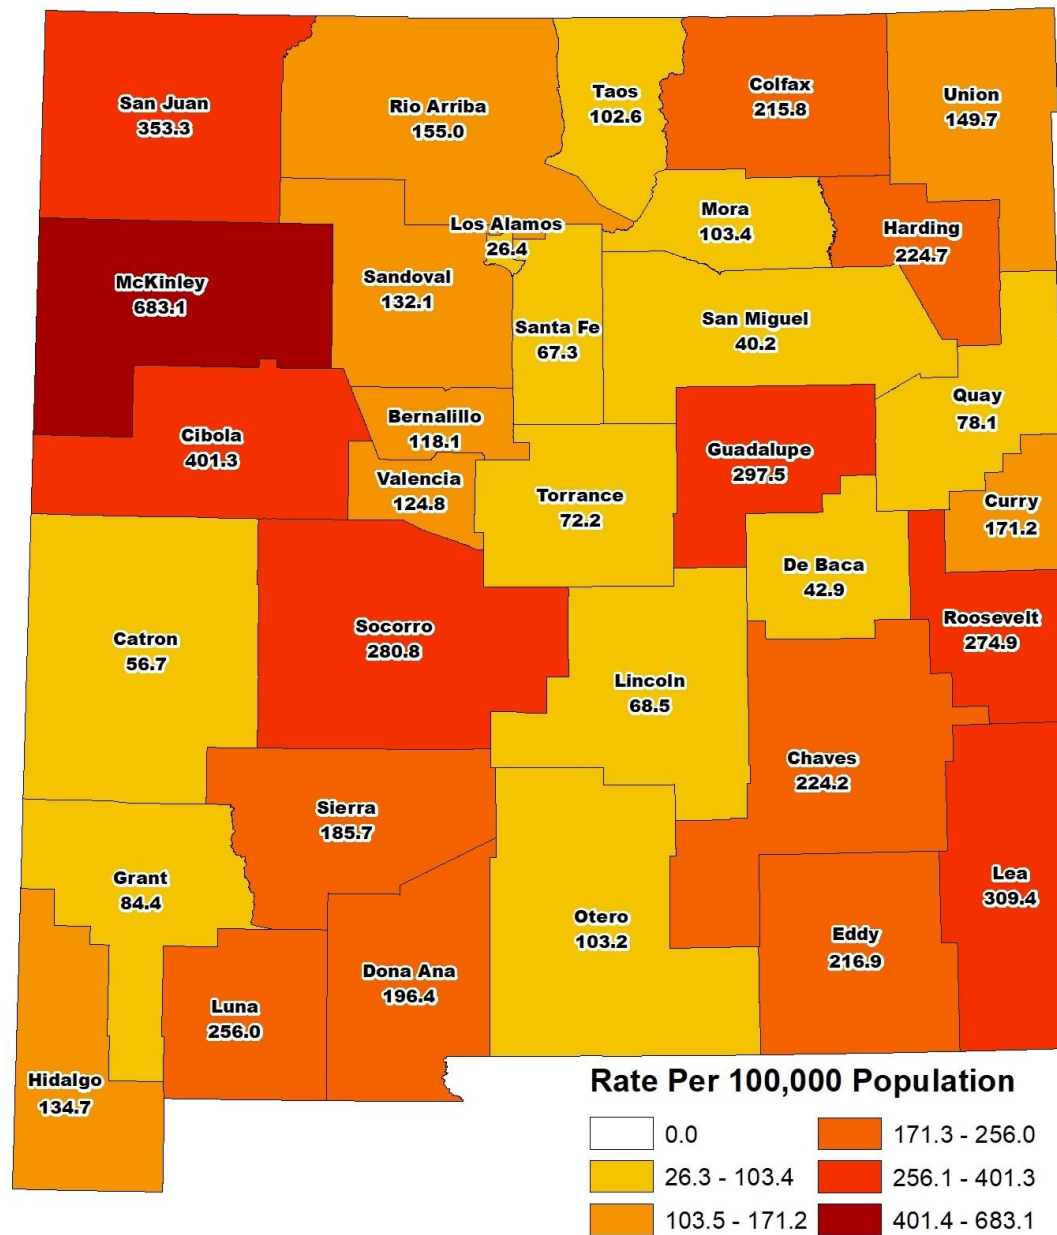 San Juan
353.3
Rio Arriba
155.0
Taos
102.6
Colfax
215.8
Union
149.7
Mora
103.4
Harding
224.7
Los Alamos
26.4
McKinley
683.1
Sandoval
132.1
Santa Fe
67.3
San Miguel
40.2
Quay
78.1
Bernalillo
118.1
Cibola
401.3
Guadalupe
297.5
Valencia
124.8
Torrance
72.2
Curry
171.2
De Baca
42.9
Catron
56.7
Socorro
280.8
Roosevelt
274.9
Lincoln
68.5
Chaves
224.2
Sierra
185.7
Grant
84.4
Lea
309.4
Otero
103.2
Eddy
216.9
Dona Ana
196.4
Luna
256.0
Hidalgo
134.7
Rate Per 100,000 Population
0.0
26.3 - 103.4
103.5 - 171.2
171.3 - 256.0
256.1 - 401.3
401.4 - 683.1